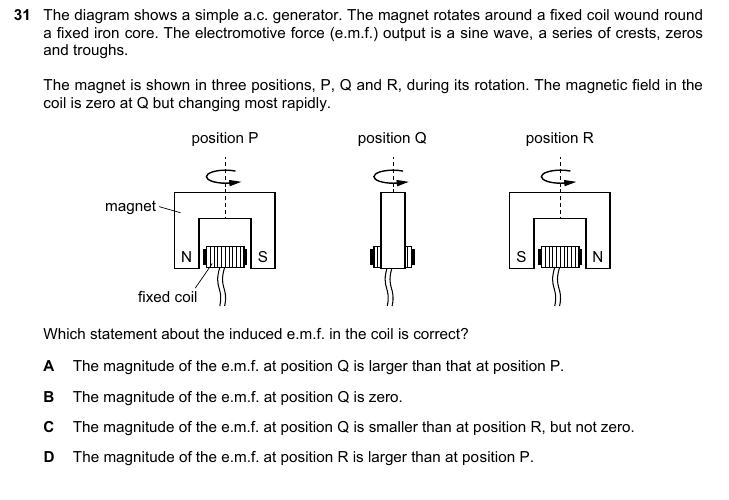 31 The diagram shows a simple a.c. generator. The magnet rotates around a fixed coil wound round
a fixed iron core. The electromotive force (e.m.f.) output is a sine wave, a series of crests, zeros
and troughs.
The magnet is shown in three positions, P, Q and R, during its rotation. The magnetic field in the
coil is zero at Q but changing most rapidly.
position P position Q position R
magnet
N S S N
fixed coil
Which statement about the induced e.m.f. in the coil is correct?
A The magnitude of the e.m.f. at position Q is larger than that at position P.
B The magnitude of the e.m.f. at position Q is zero.
C The magnitude of the e.m.f. at position Q is smaller than at position R, but not zero.
D The magnitude of the e.m.f. at position R is larger than at position P.